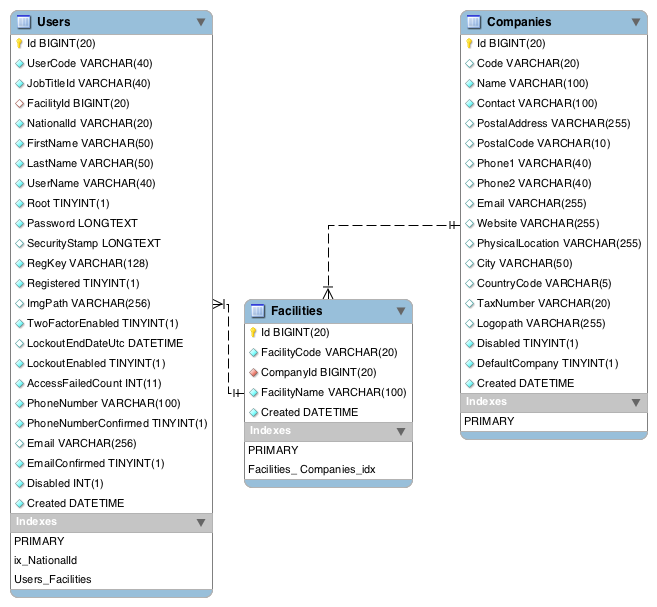 Users
Id BIGINT(20)
UserCode VARCHAR(40)
JobTitleId VARCHAR(40)
FacilityId BIGINT(20)
NationalId VARCHAR(20)
FirstName VARCHAR(50)
LastName VARCHAR(50)
UserName VARCHAR(40)
Root TINYINT(1)
Password LONGTEXT
SecurityStamp LONGTEXT
RegKey VARCHAR(128)
Registered TINYINT(1)
ImgPath VARCHAR(256)
TwoFactorEnabled TINYINT(1)
LockoutEndDateUtc DATETIME
LockoutEnabled TINYINT(1)
AccessFailedCount INT(11)
PhoneNumber VARCHAR(100)
PhoneNumberConfirmed TINYINT(1)
Email VARCHAR(256)
EmailConfirmed TINYINT(1)
Disabled INT(1)
Created DATETIME
Indexes
PRIMARY
ix_NationalId
Users_Facilities
Facilities
Id BIGINT(20)
FacilityCode VARCHAR(20)
CompanyId BIGINT(20)
FacilityName VARCHAR(100)
Created DATETIME
Indexes
PRIMARY
Facilities_ Companies_idx
Companies
Id BIGINT(20)
Code VARCHAR(20)
Name VARCHAR(100)
Contact VARCHAR(100)
PostalAddress VARCHAR(255)
PostalCode VARCHAR(10)
Phone1 VARCHAR(40)
Phone2 VARCHAR(40)
Email VARCHAR(255)
Website VARCHAR(255)
PhysicalLocation VARCHAR(255)
City VARCHAR(50)
CountryCode VARCHAR(5)
TaxNumber VARCHAR(20)
Logopath VARCHAR(255)
Disabled TINYINT(1)
DefaultCompany TINYINT(1)
Created DATETIME
Indexes
PRIMARY